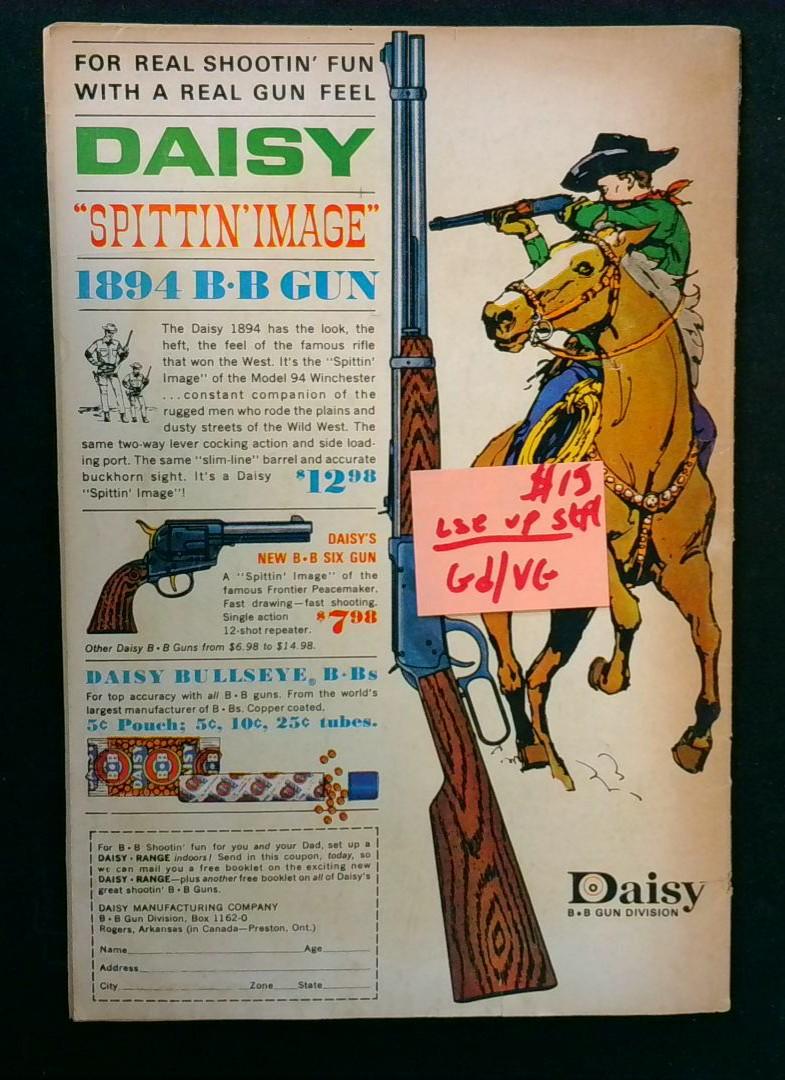 FOR REAL SHOOTIN' FUN
WITH A REAL GUN FEEL
DAISY
"SPITTIN' IMAGE"
1894 B•B GUN
The Daisy 1894 has the look, the
heft, the feel of the famous rifle
that won the West. It's the "Spittin'
Image" of the Model 94 Winchester
...constant companion of the
rugged men who rode the plains and
dusty streets of the Wild West. The
same two-way lever cocking action and side load-
ing port. The same "slim-line" barrel and accurate
buckhorn sight. It's a Daisy
"Spittin' Image"!
$12 98
DAISY'S
NEW B•B SIX GUN
A "Spittin' Image" of the
famous Frontier Peacemaker.
Fast drawing—fast shooting.
Single action
12-shot repeater.
$7 98
Other Daisy B•B Guns from $6.98 to $14.98.
DAISY BULLSEYE® B•Bs
For top accuracy with all B•B guns. From the world's
largest manufacturer of B•Bs. Copper coated.
5¢ Pouch; 5¢, 10¢, 25¢ tubes.
DAISY
For B•B Shootin' fun for you and your Dad, set up a
DAISY•RANGE indoors! Send in this coupon, today, so
we can mail you a free booklet on the exciting new
DAISY•RANGE—plus another free booklet on all of Daisy's
great shootin' B•B Guns.
DAISY MANUFACTURING COMPANY
B•B Gun Division, Box 1162-O
Rogers, Arkansas (in Canada—Preston, Ont.)
Name Age
Address
City Zone State
$15
Lse up stpl
Gd/VG
Daisy
B•B GUN DIVISION